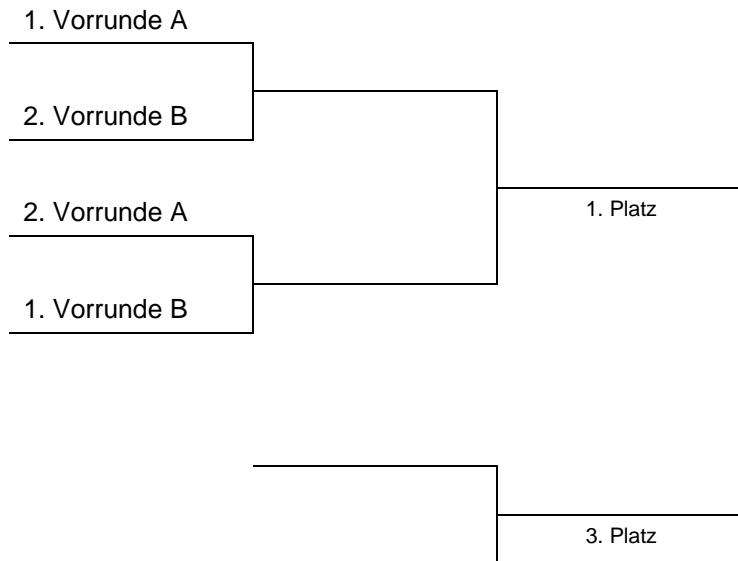 1. Vorrunde A
2. Vorrunde B
2. Vorrunde A
1. Platz
1. Vorrunde B
3. Platz